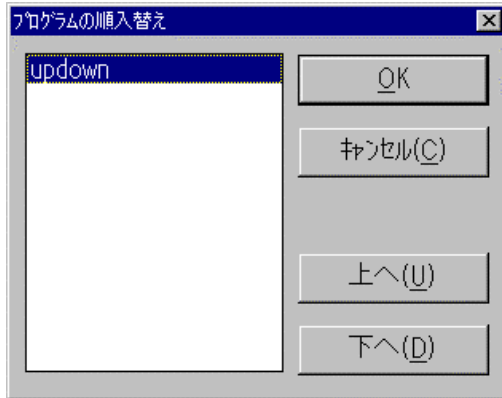 ﾌﾟﾛｸﾞﾗﾑの順入替え
updown
OK
ｷｬﾝｾﾙ(C)
上へ(U)
下へ(D)